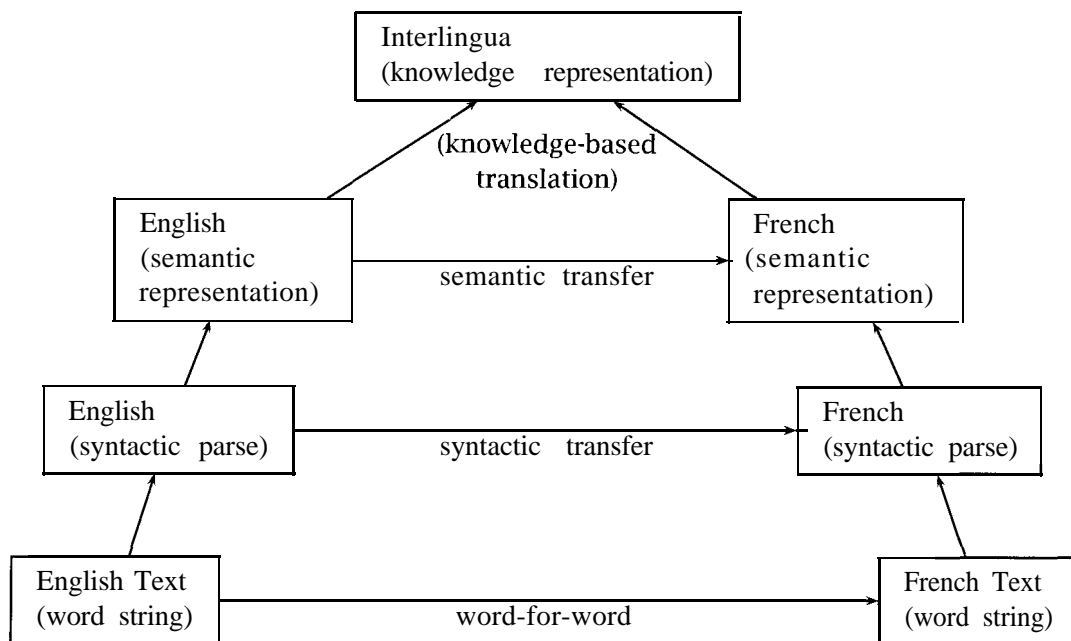 Interlingua
(knowledge representation)
(knowledge-based
translation)
English
(semantic
representation)
semantic transfer
French
(semantic
representation)
English
(syntactic parse)
syntactic transfer
French
(syntactic parse)
English Text
(word string)
word-for-word
French Text
(word string)